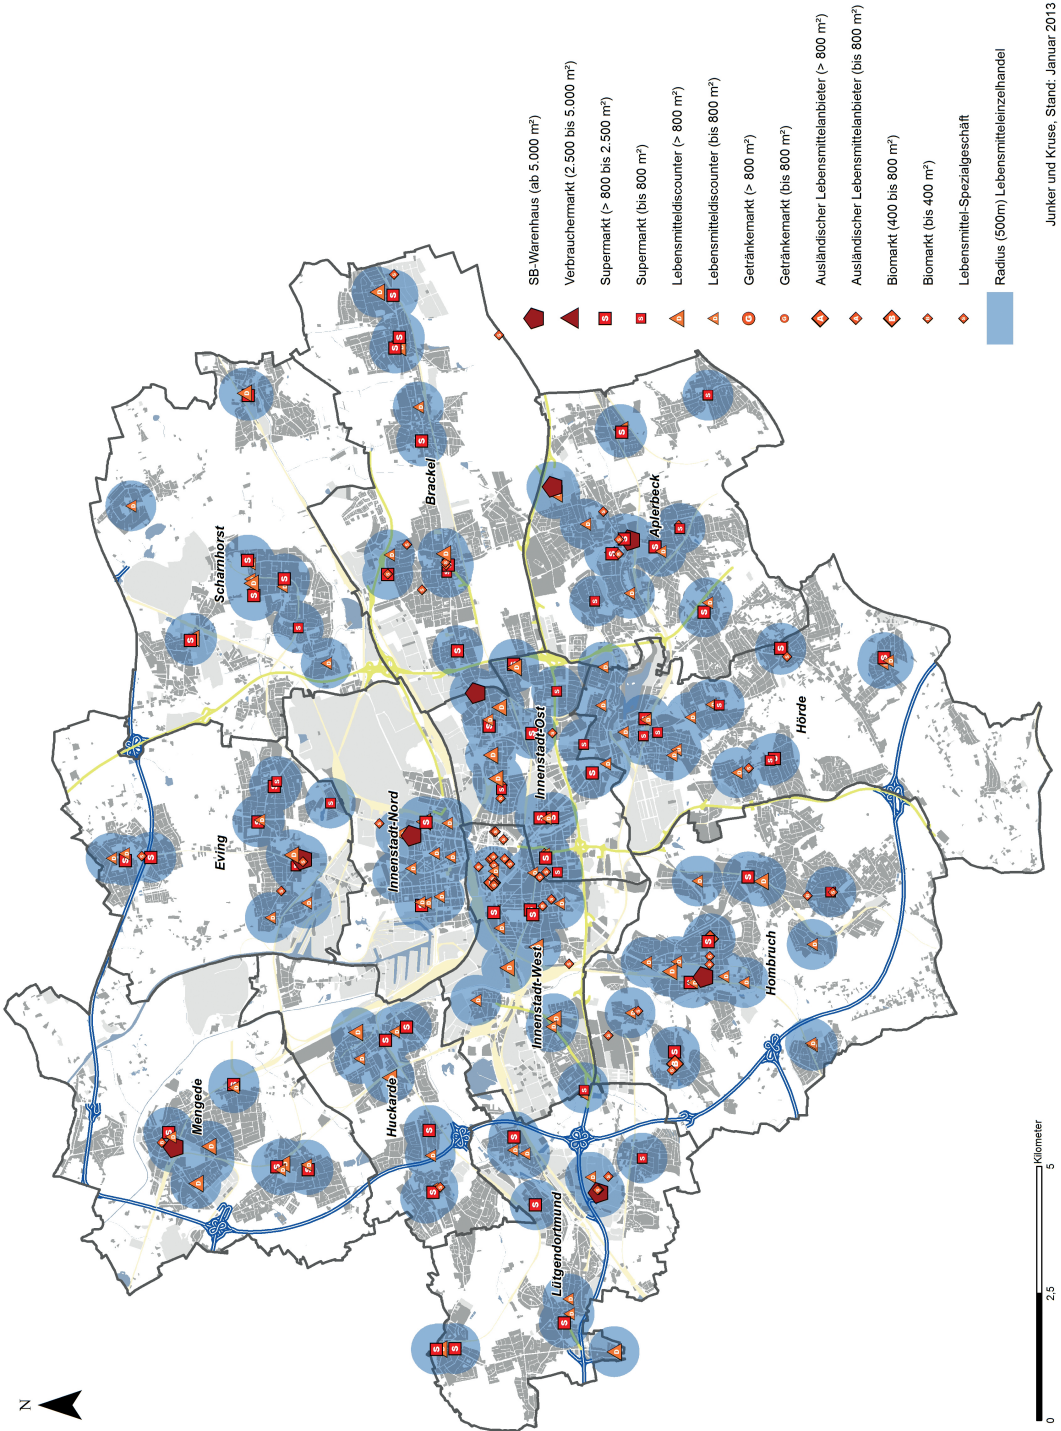 N
Mengede
Eving
Scharnhorst
Huckarde
Innenstadt-Nord
Brackel
Lütgendortmund
Innenstadt-West
Innenstadt-Ost
Aplerbeck
Hombruch
Hörde
SB-Warenhaus (ab 5.000 m²)
Verbrauchermarkt (2.500 bis 5.000 m²)
Supermarkt (> 800 bis 2.500 m²)
Supermarkt (bis 800 m²)
Lebensmitteldiscounter (> 800 m²)
Lebensmitteldiscounter (bis 800 m²)
Getränkemarkt (> 800 m²)
Getränkemarkt (bis 800 m²)
Ausländischer Lebensmittelanbieter (> 800 m²)
Ausländischer Lebensmittelanbieter (bis 800 m²)
Biomarkt (400 bis 800 m²)
Biomarkt (bis 400 m²)
Lebensmittel-Spezialgeschäft
Radius (500m) Lebensmitteleinzelhandel
0 2,5 5
Kilometer
Junker und Kruse, Stand: Januar 2013